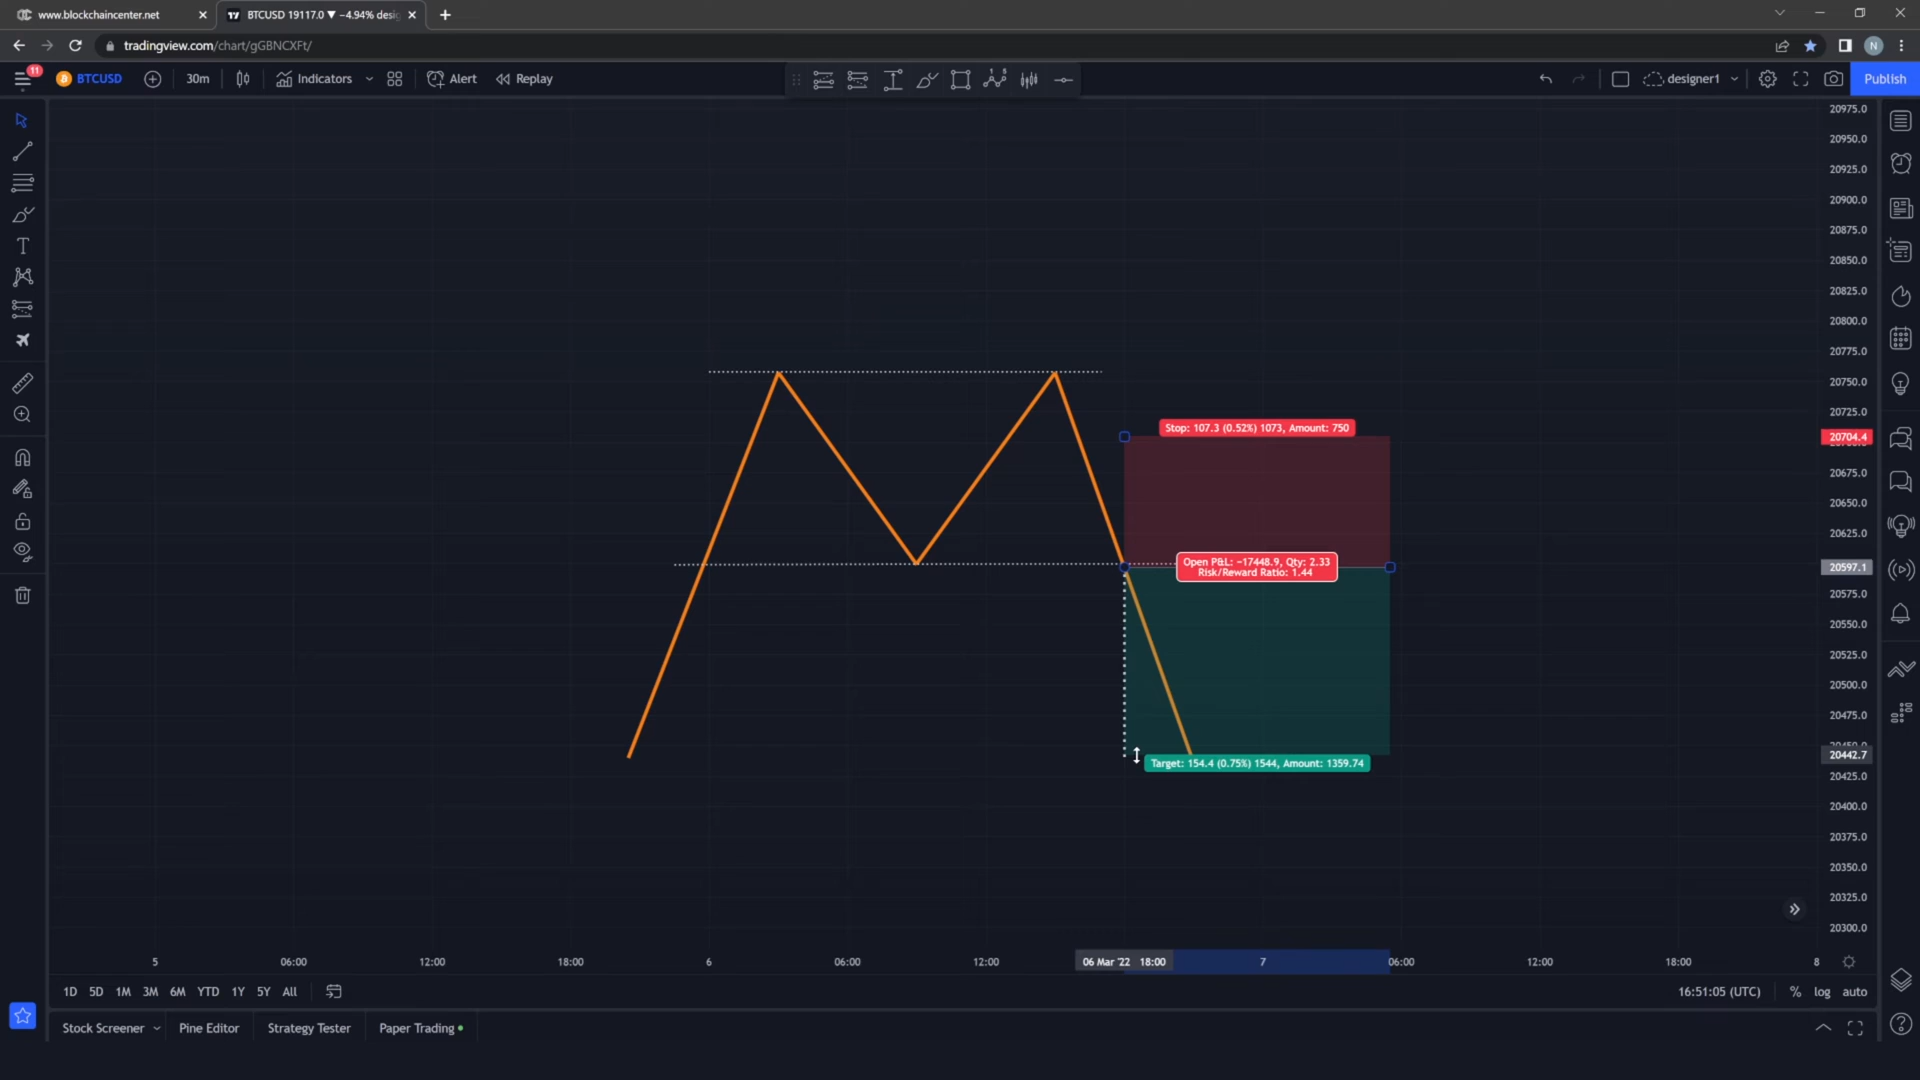 www.blockchaincenter.net
BTCUSD 19117.0 ▼ −4.94% desig
tradingview.com/chart/gGBNCXFt/
11
BTCUSD
30m
Indicators
Alert
Replay
designer1
Publish
20975.0
20950.0
20925.0
20900.0
20875.0
20850.0
20825.0
20800.0
20775.0
20750.0
20725.0
20704.4
20675.0
20650.0
20625.0
20597.1
20575.0
20550.0
20525.0
20500.0
20475.0
20450.0
20442.7
20425.0
20400.0
20375.0
20350.0
20325.0
20300.0
Stop: 107.3 (0.52%) 1073, Amount: 750
Open P&L: −17448.9, Qty: 2.33
Risk/Reward Ratio: 1.44
Target: 154.4 (0.75%) 1544, Amount: 1359.74
5 06:00 12:00 18:00 6 06:00 12:00 06 Mar '22 18:00 7 06:00 12:00 18:00 8
1D 5D 1M 3M 6M YTD 1Y 5Y All
16:51:05 (UTC) % log auto
Stock Screener Pine Editor Strategy Tester Paper Trading